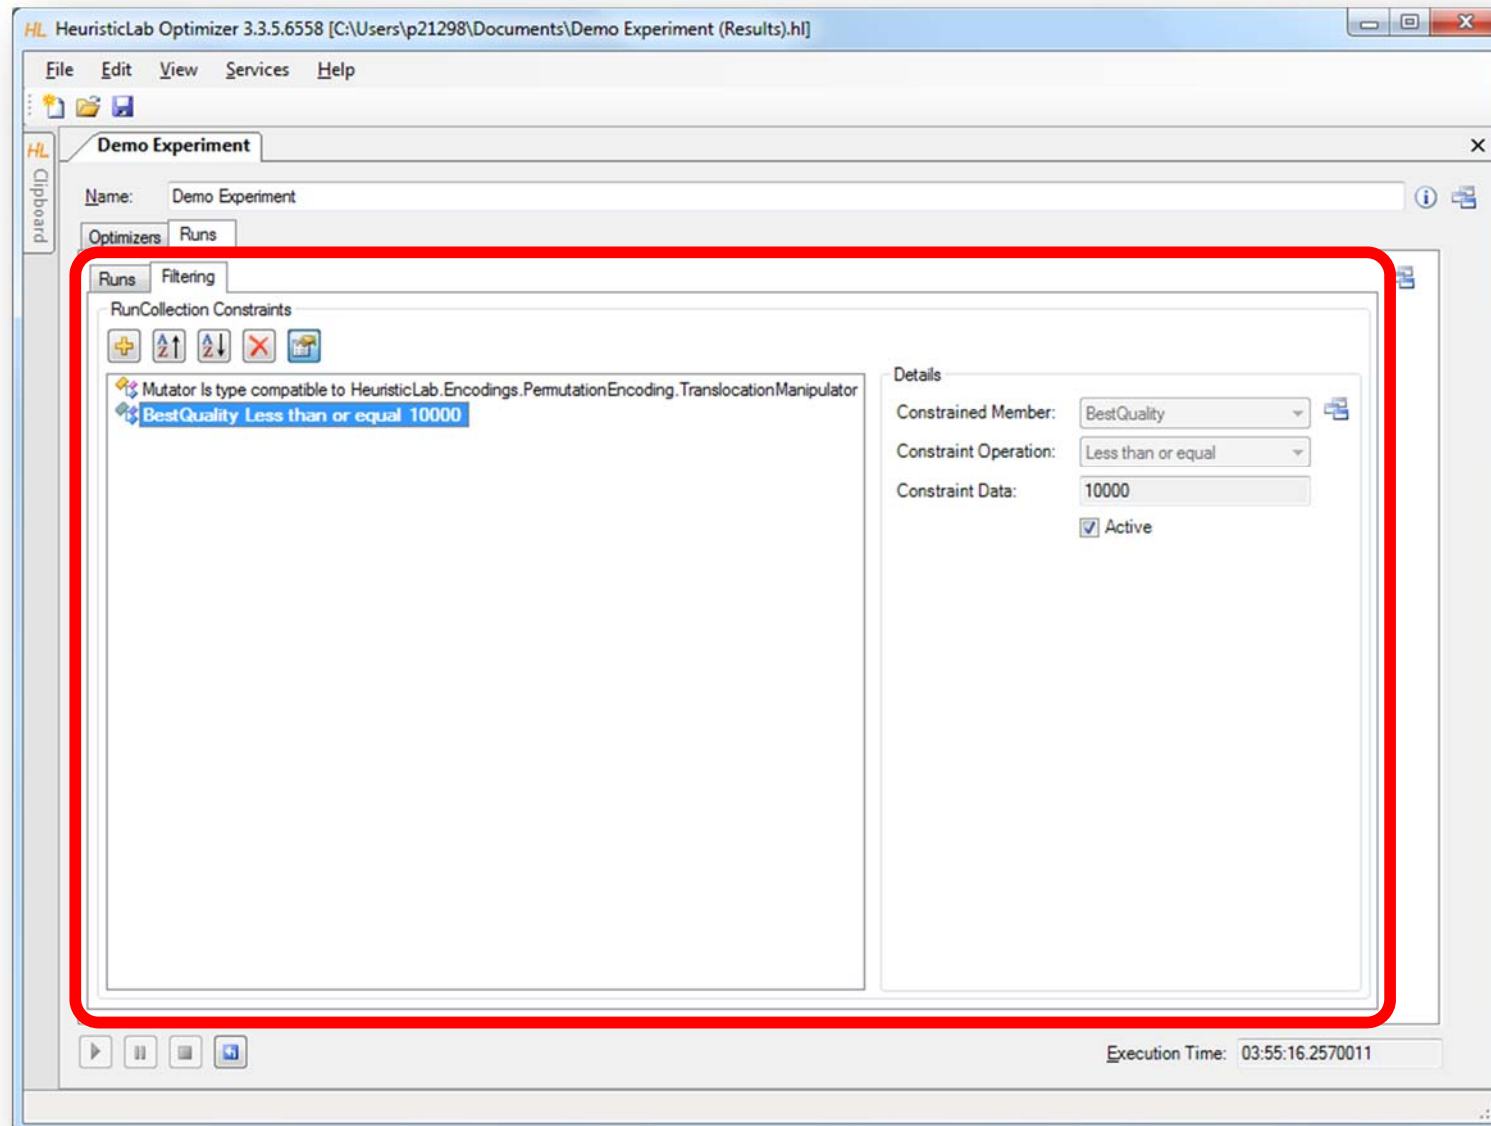 HL HeuristicLab Optimizer 3.3.5.6558 [C:\Users\p21298\Documents\Demo Experiment (Results).hl]
File Edit View Services Help
HL Clipboard
Demo Experiment
Name: Demo Experiment
Optimizers Runs
Runs Filtering
RunCollection Constraints
Mutator Is type compatible to HeuristicLab.Encodings.PermutationEncoding.TranslocationManipulator
BestQuality Less than or equal 10000
Details
Constrained Member: BestQuality
Constraint Operation: Less than or equal
Constraint Data: 10000
Active
Execution Time: 03:55:16.2570011